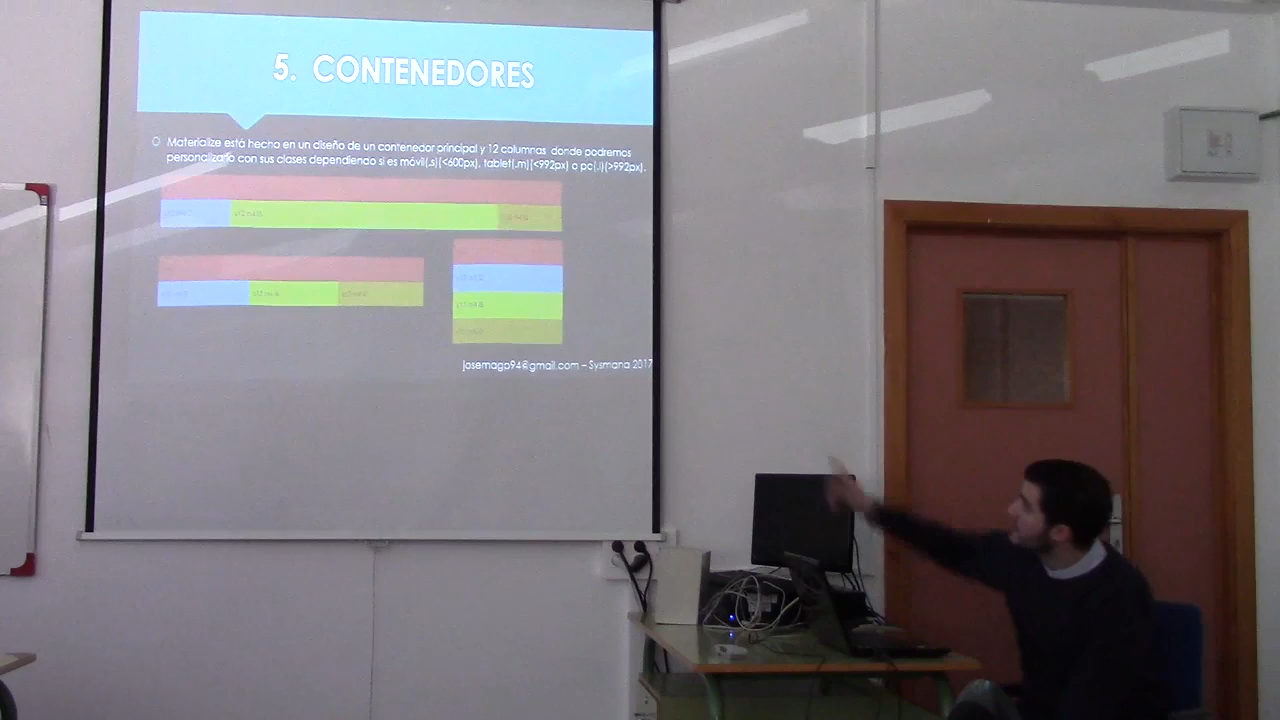 5. CONTENEDORES
Materialize está hecho en un diseño de un contenedor principal y 12 columnas donde podremos
personalizarlo con sus clases dependiendo si es móvil(.s)(<600px), tablet(.m)(<992px) o pc(.l)(>992px).
josemagp94@gmail.com – Sysmana 2017